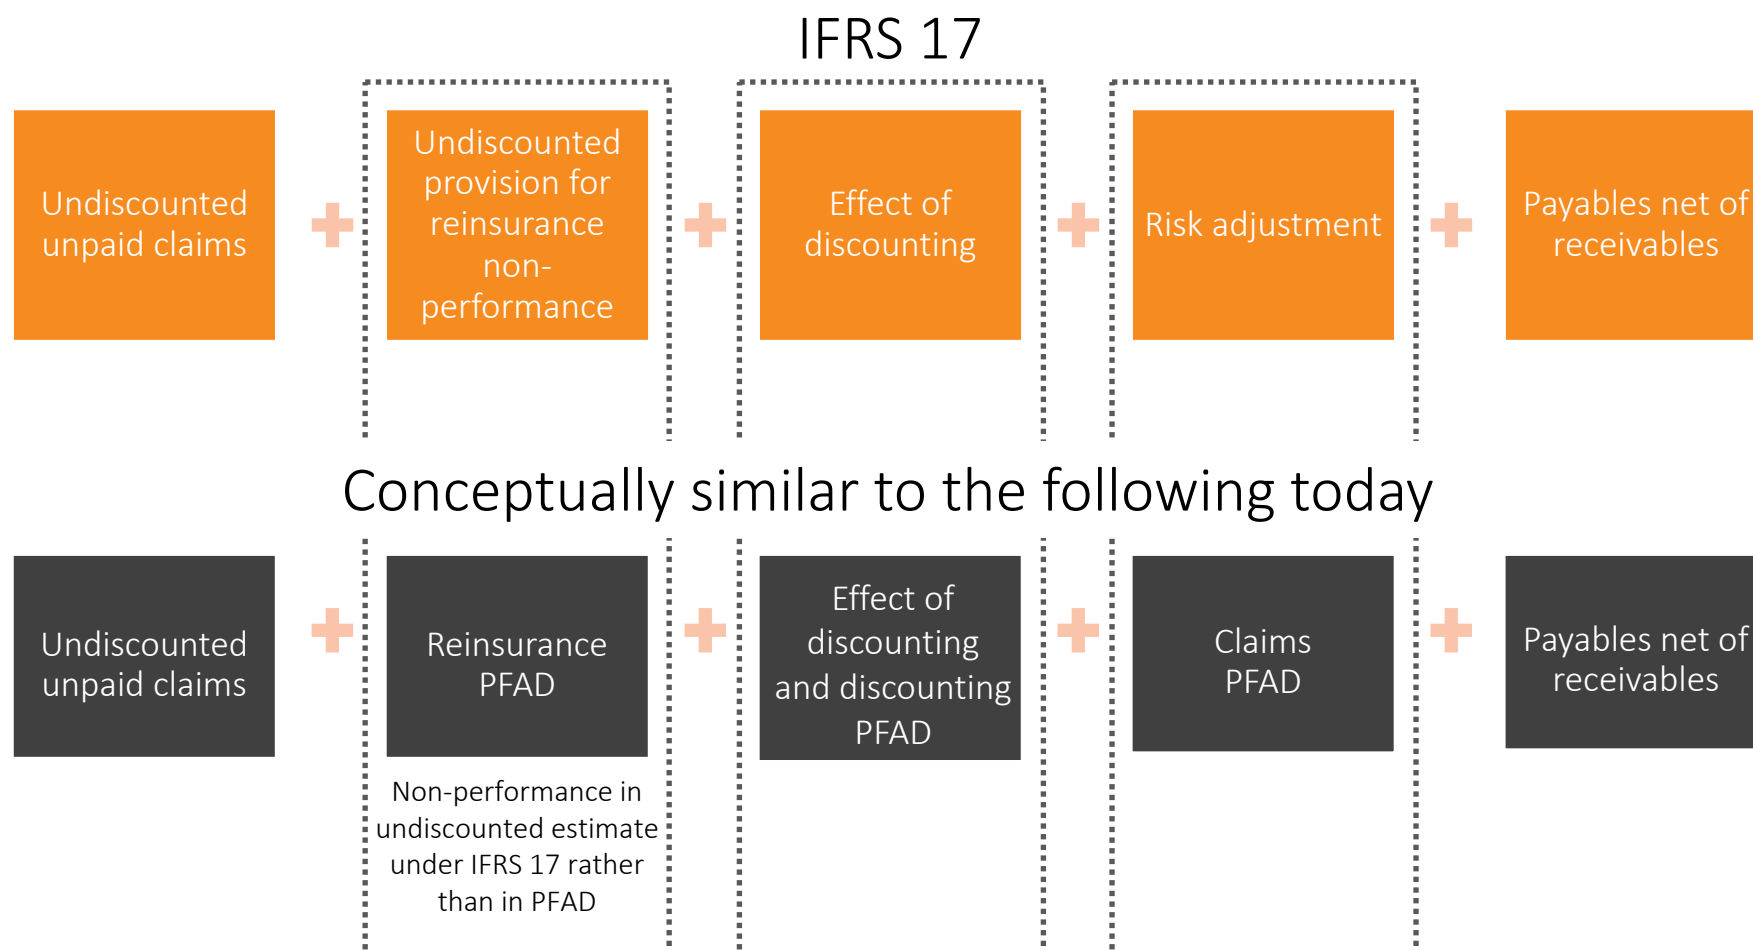 IFRS 17
Undiscounted
unpaid claims
Undiscounted
provision for
reinsurance
non-
performance
Effect of
discounting
Risk adjustment
Payables net of
receivables
Conceptually similar to the following today
Undiscounted
unpaid claims
Reinsurance
PFAD
Effect of
discounting
and discounting
PFAD
Claims
PFAD
Payables net of
receivables
Non-performance in
undiscounted estimate
under IFRS 17 rather
than in PFAD